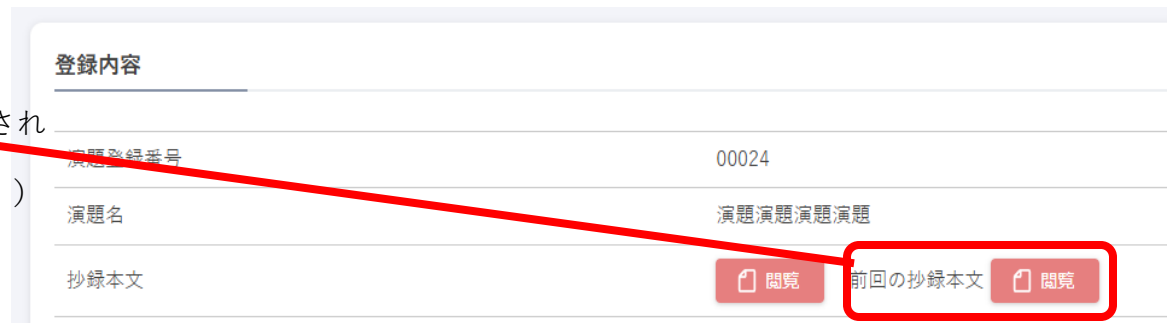 登録内容
され
演題登録番号 00024
）
演題名 演題演題演題演題
抄録本文 閲覧 前回の抄録本文 閲覧